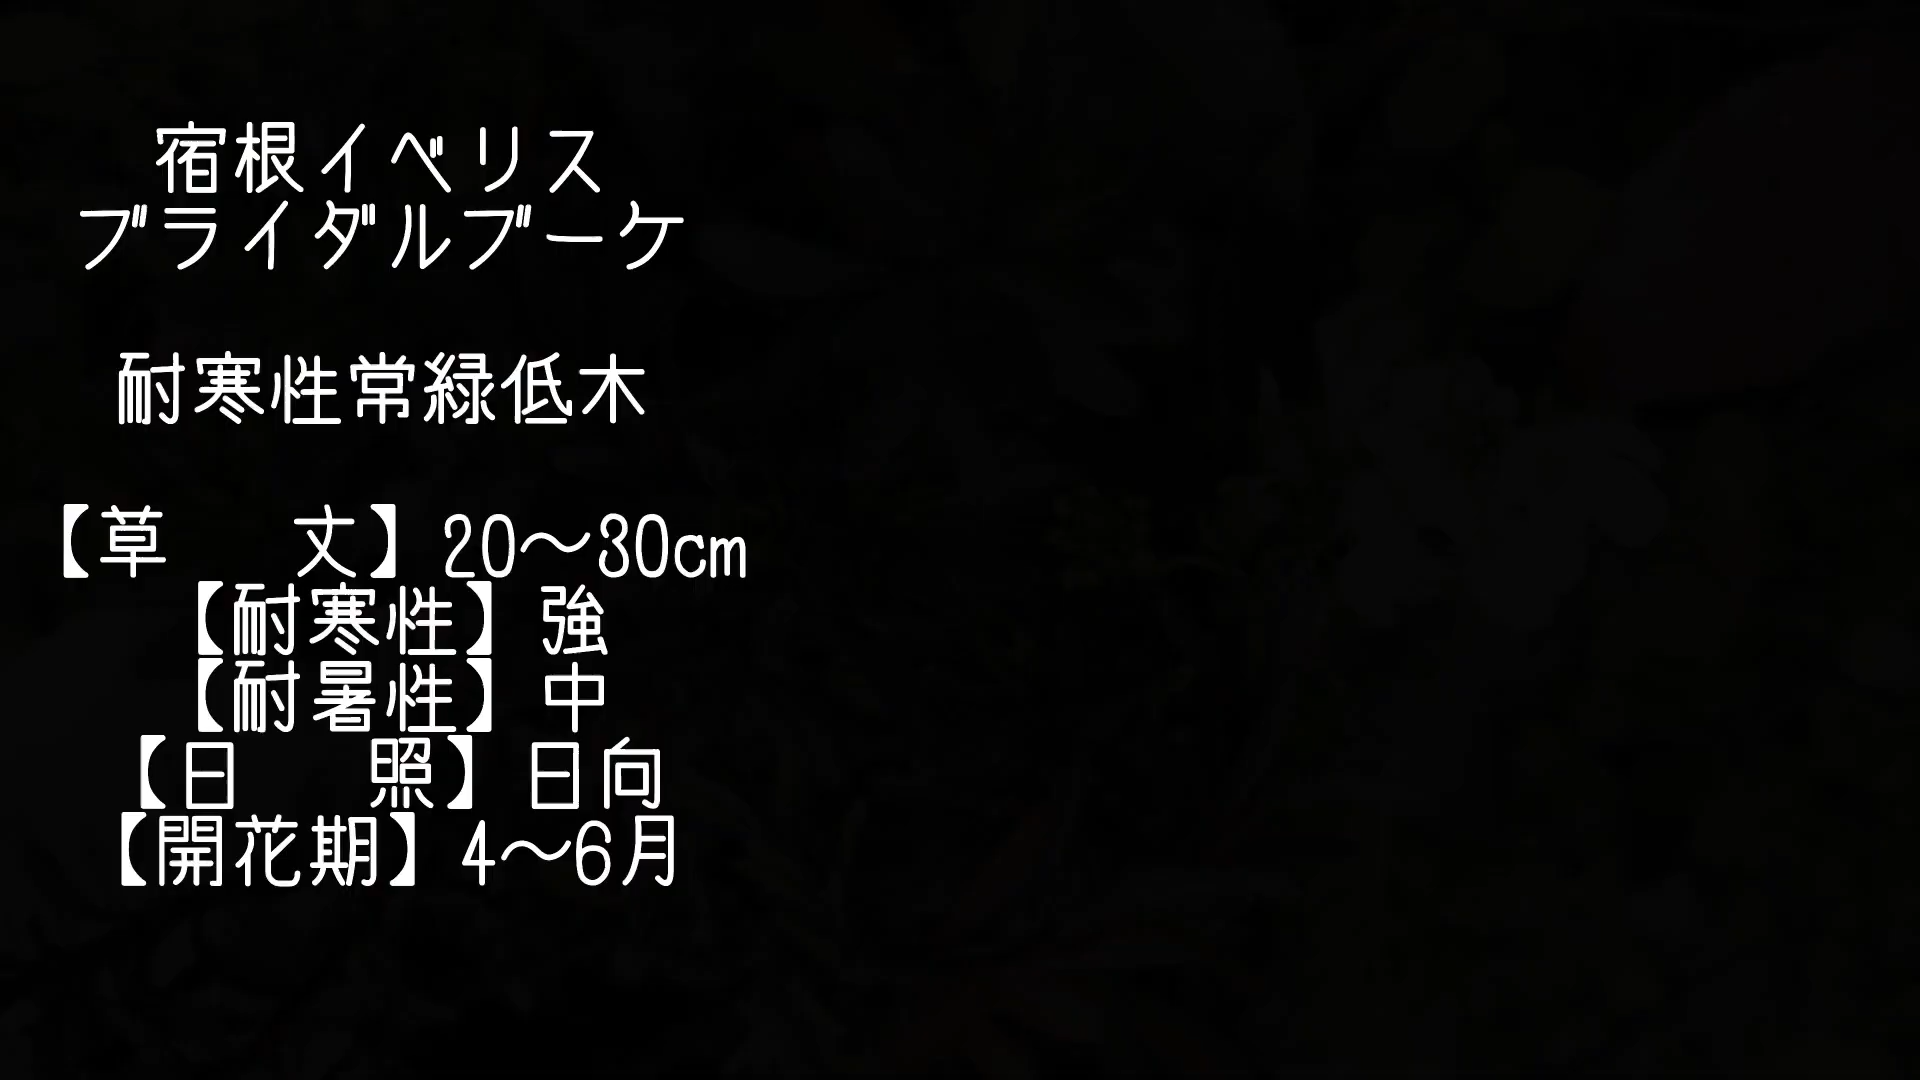 宿根イベリス
ブライダルブーケ
耐寒性常緑低木
【草　　丈】20～30cm
【耐寒性】強
【耐暑性】中
【日　　照】日向
【開花期】4～6月